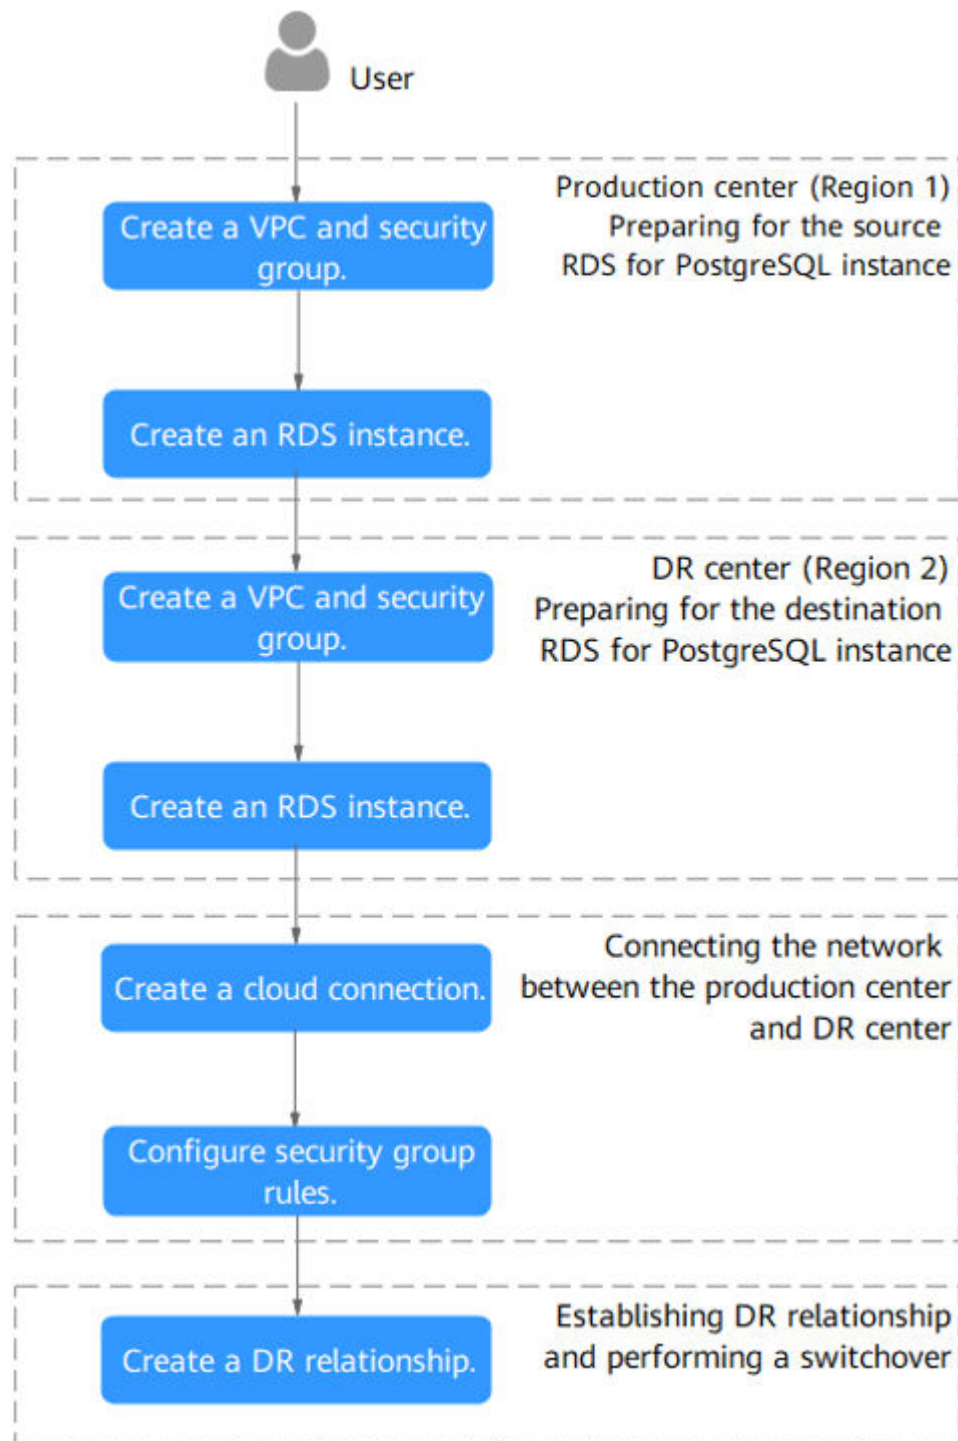 User
Production center (Region 1)
Preparing for the source
RDS for PostgreSQL instance
Create a VPC and security
group.
Create an RDS instance.
DR center (Region 2)
Preparing for the destination
RDS for PostgreSQL instance
Create a VPC and security
group.
Create an RDS instance.
Connecting the network
between the production center
and DR center
Create a cloud connection.
Configure security group
rules.
Establishing DR relationship
and performing a switchover
Create a DR relationship.